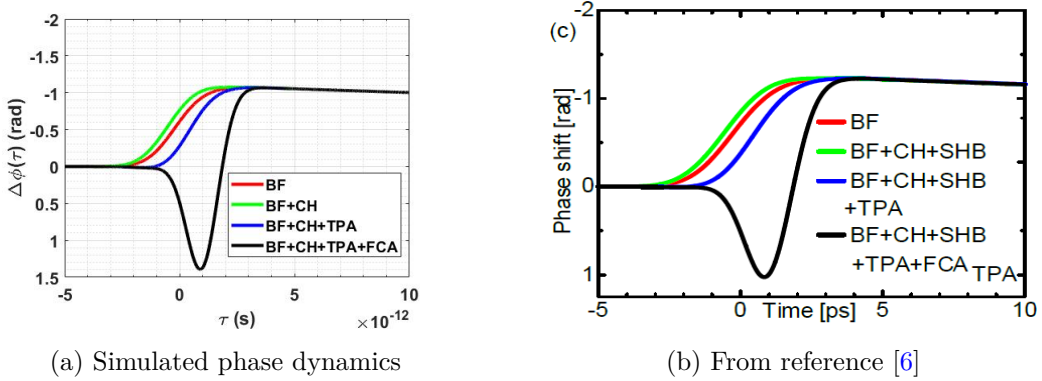 -2
-1.5
-1
-0.5
0
0.5
1
1.5
Δϕ(τ) (rad)
-5
0
5
10
τ (s)
×10⁻¹²
BF
BF+CH
BF+CH+TPA
BF+CH+TPA+FCA
(a) Simulated phase dynamics
(c)
-2
-1
0
1
Phase shift [rad]
BF
BF+CH+SHB
BF+CH+SHB
+TPA
BF+CH+SHB
+TPA+FCA TPA
-5
0
Time [ps]
5
10
(b) From reference [6]